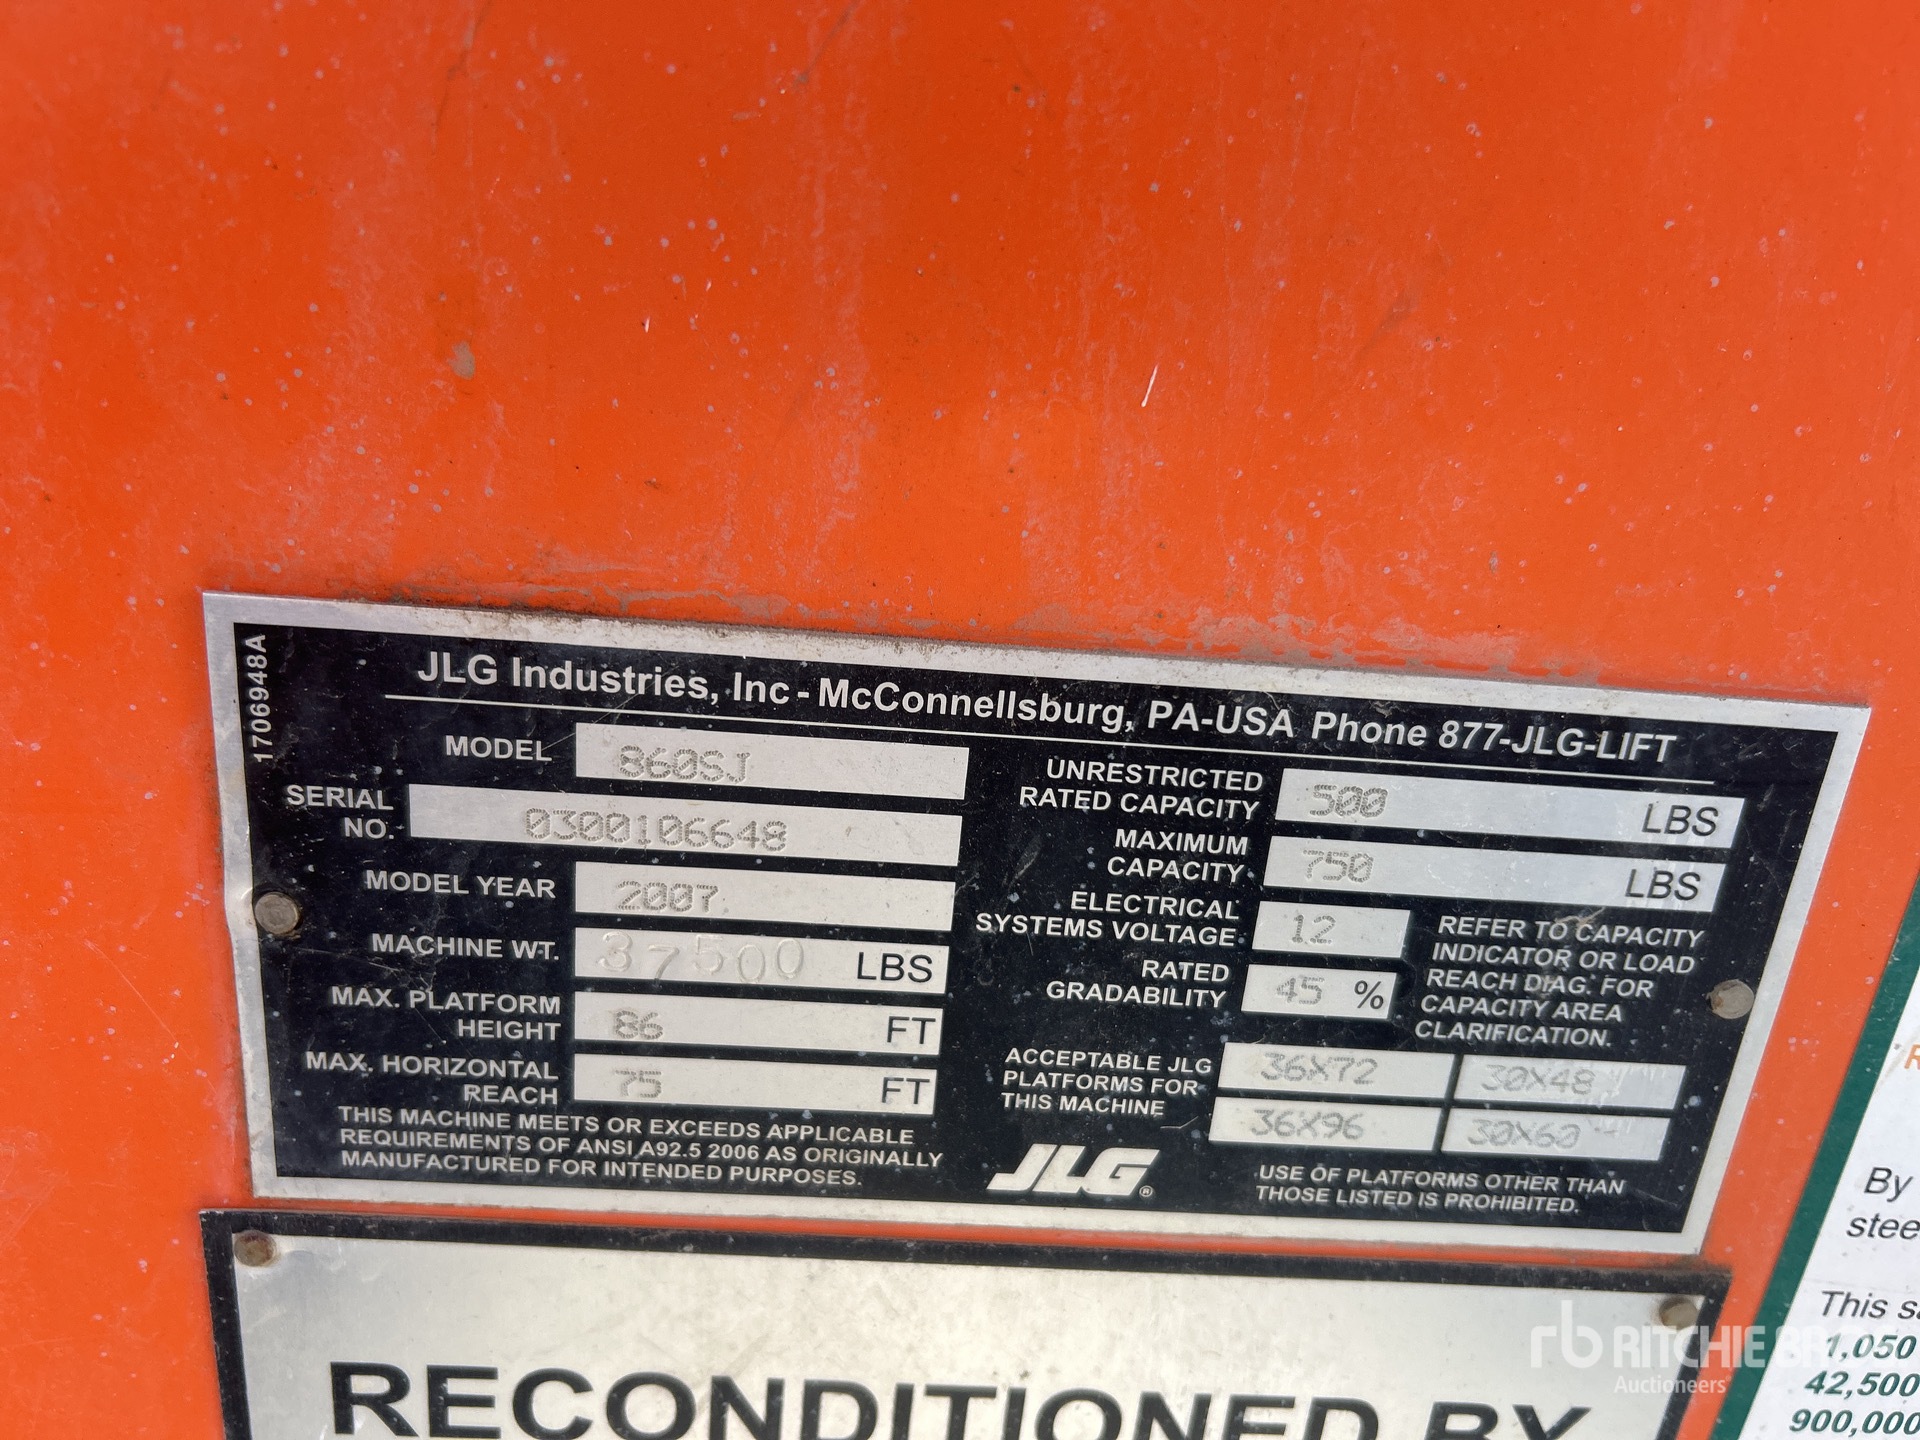 1706948A
JLG Industries, Inc - McConnellsburg, PA-USA Phone 877-JLG-LIFT
MODEL 860SJ
SERIAL NO. 0300106648
MODEL YEAR 2007
MACHINE WT. 37500 LBS
MAX. PLATFORM HEIGHT 86 FT
MAX. HORIZONTAL REACH 75 FT
THIS MACHINE MEETS OR EXCEEDS APPLICABLE
REQUIREMENTS OF ANSI A92.5 2006 AS ORIGINALLY
MANUFACTURED FOR INTENDED PURPOSES.
UNRESTRICTED RATED CAPACITY 500 LBS
MAXIMUM CAPACITY 750 LBS
ELECTRICAL SYSTEMS VOLTAGE 12
RATED GRADABILITY 45 %
REFER TO CAPACITY
INDICATOR OR LOAD
REACH DIAG. FOR
CAPACITY AREA
CLARIFICATION.
ACCEPTABLE JLG
PLATFORMS FOR
THIS MACHINE
36X72 30X48
36X96 30X60
JLG®
USE OF PLATFORMS OTHER THAN
THOSE LISTED IS PROHIBITED.
RECONDITIONED BY
R
By
stee
This sa
1,050
42,500
900,000
rb RITCHIE BR
Auctioneers